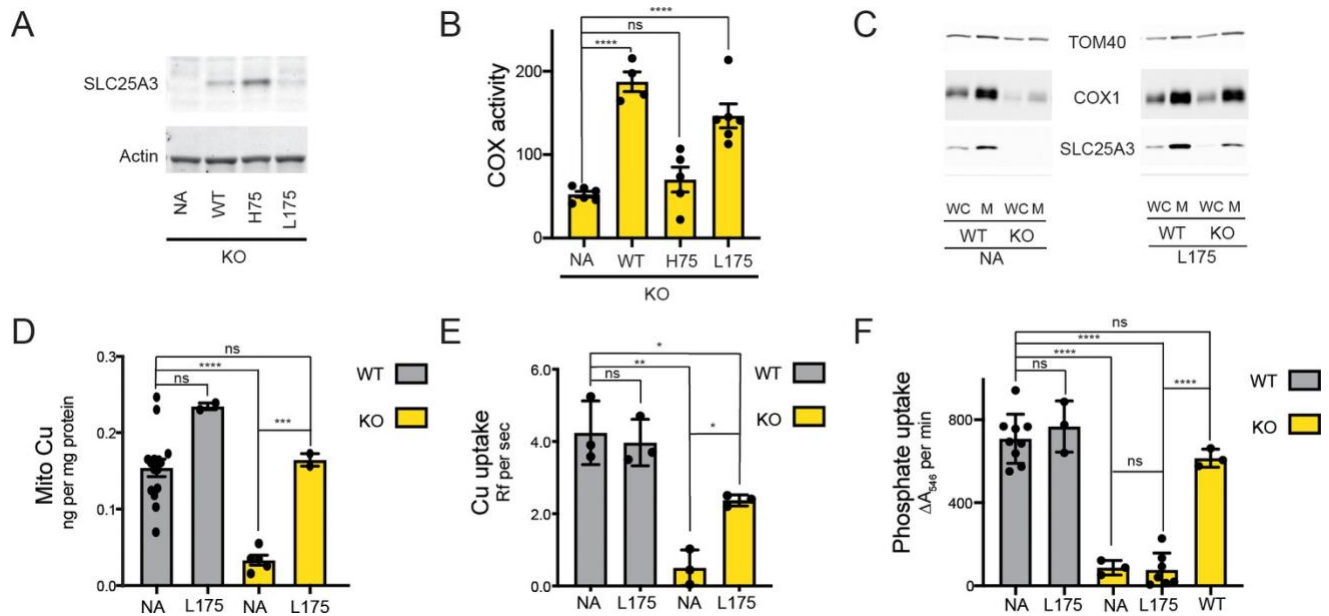 A
SLC25A3
Actin
NA
WT
H75
L175
KO
B
COX activity
200
100
0
****
ns
****
NA WT H75 L175
KO
C
TOM40
COX1
SLC25A3
WC M WC M
WT KO
NA
WC M WC M
WT KO
L175
D
Mito Cu
ng per mg protein
0.3
0.2
0.1
0.0
ns
****
ns
***
NA L175 NA L175
WT
KO
E
Cu uptake
Rf per sec
6.0
4.0
2.0
0.0
*
**
ns
*
NA L175 NA L175
WT
KO
F
Phosphate uptake
ΔA546 per min
800
400
0
ns
****
****
ns
****
ns
NA L175 NA L175 WT
WT
KO